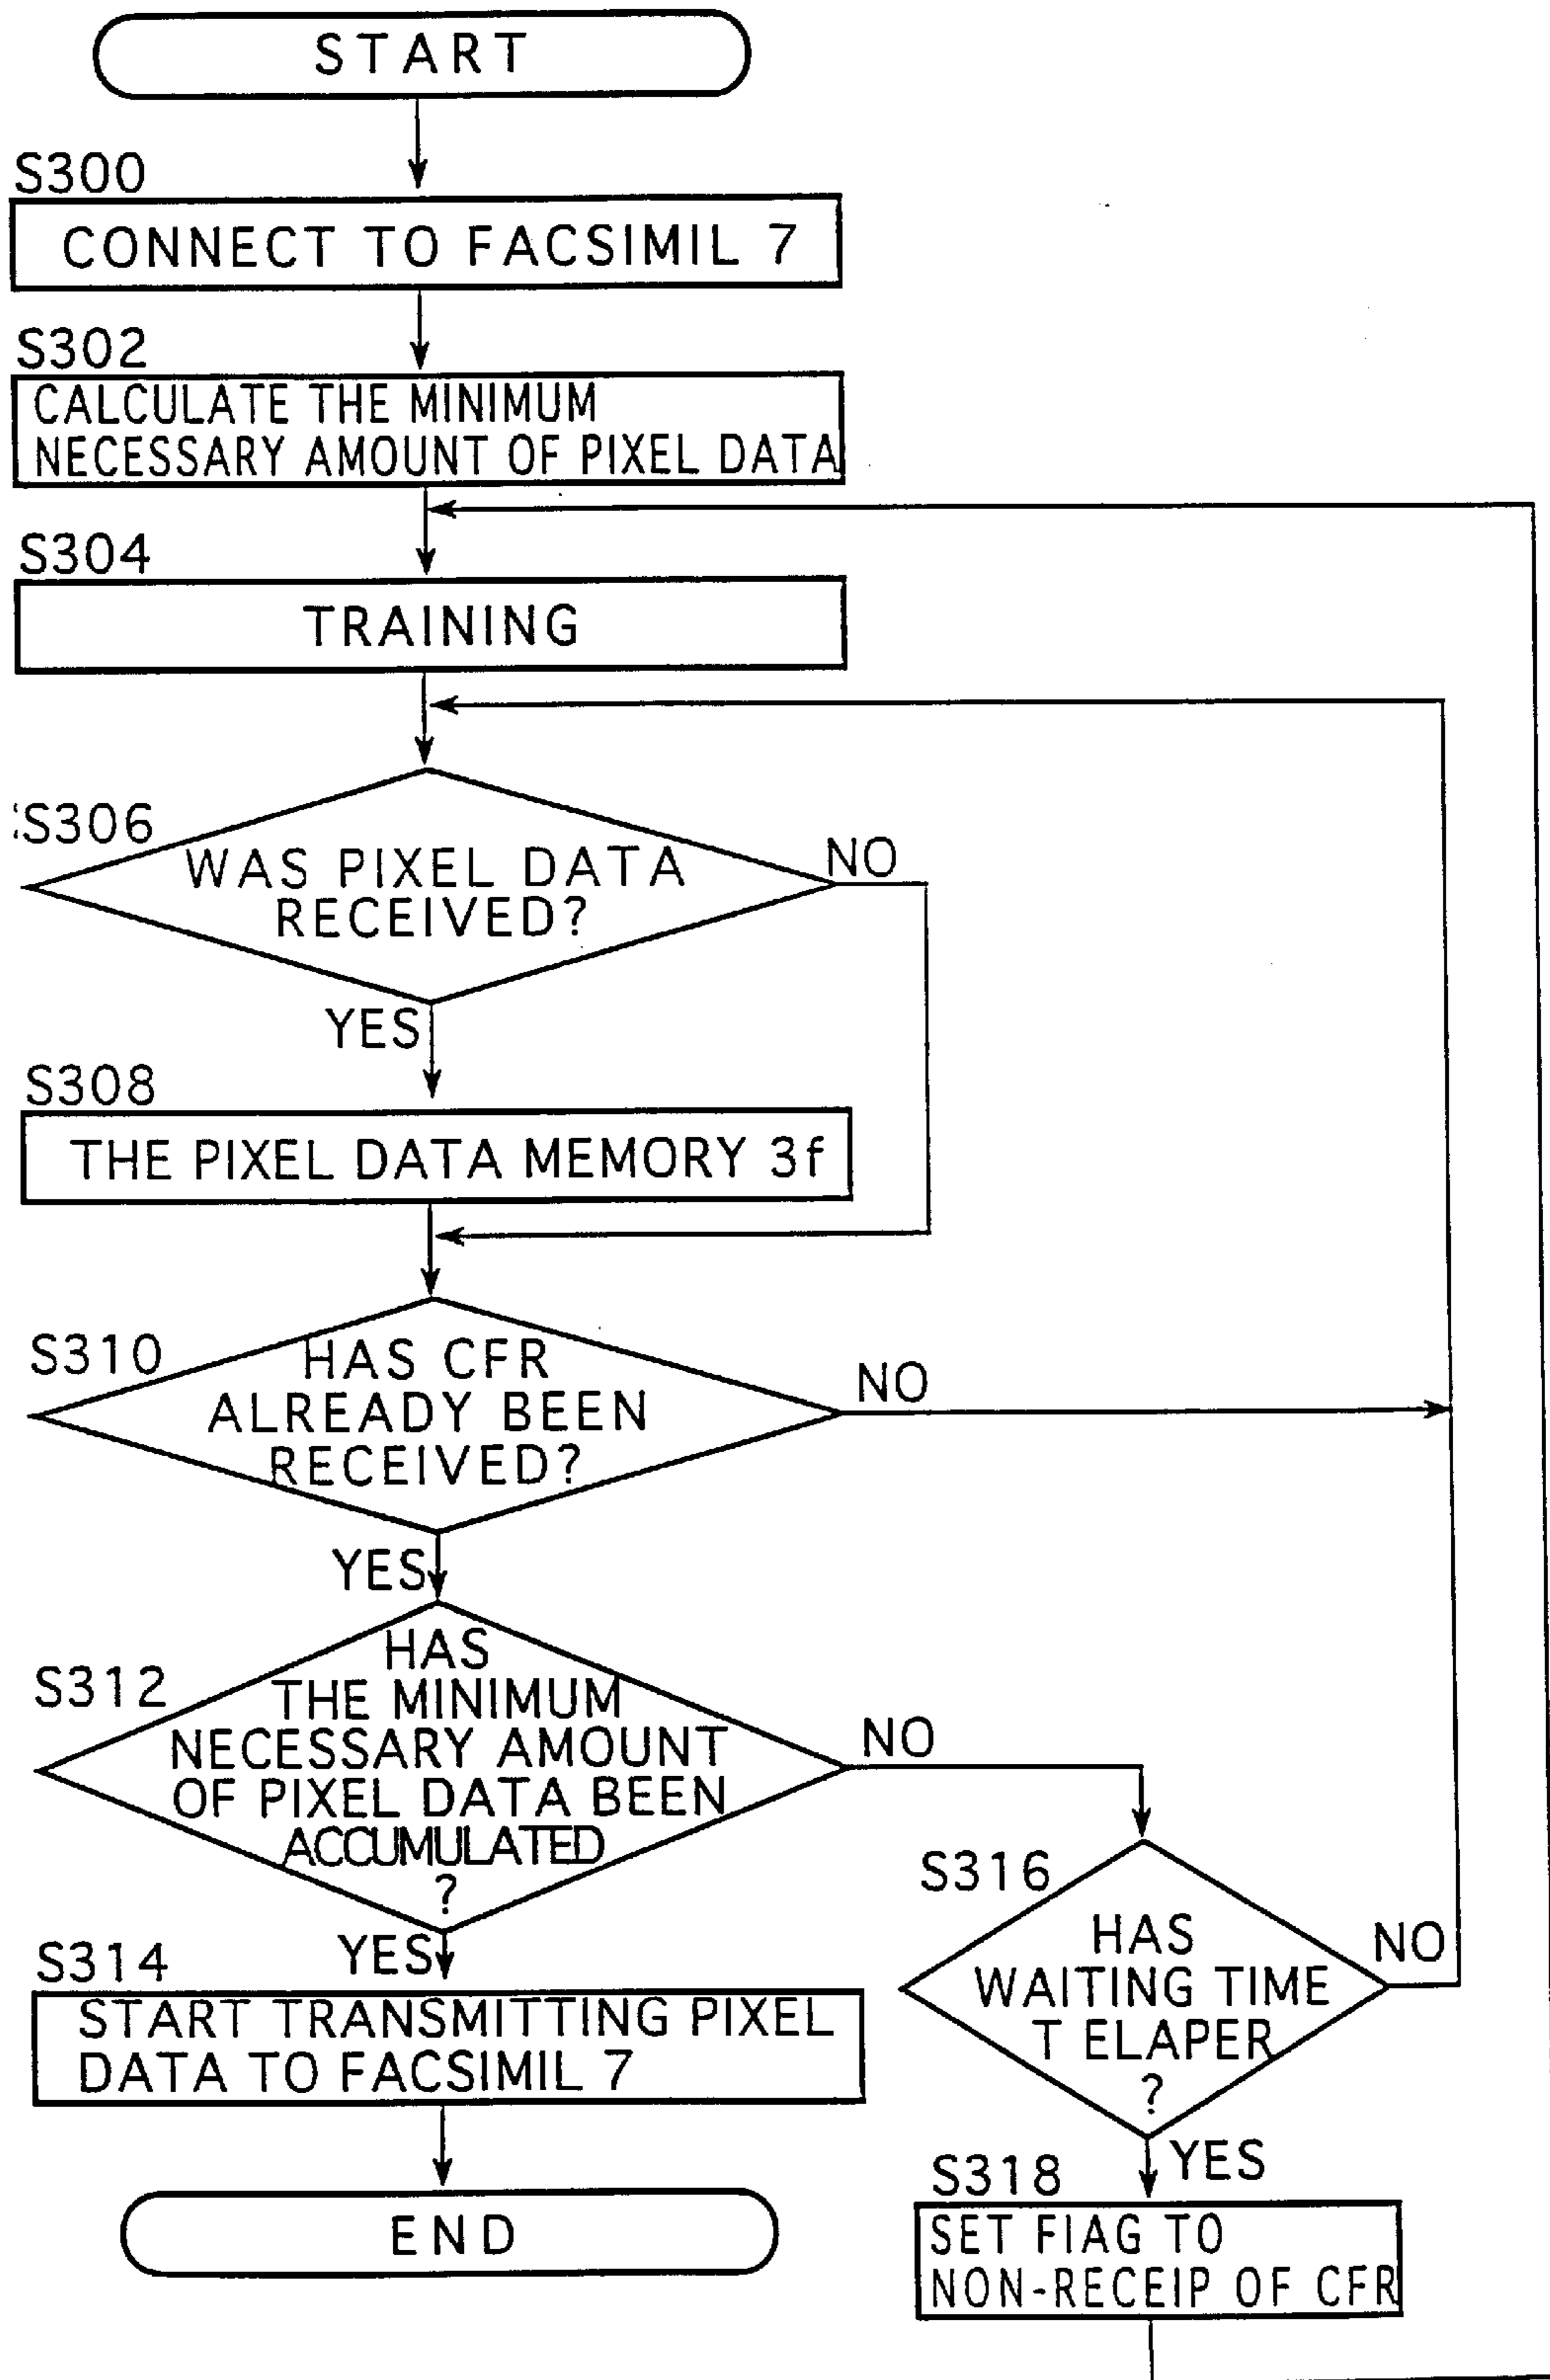 START
S300
CONNECT TO FACSIMIL 7
S302
CALCULATE THE MINIMUM
NECESSARY AMOUNT OF PIXEL DATA
S304
TRAINING
S306
WAS PIXEL DATA
RECEIVED?
NO
YES
S308
THE PIXEL DATA MEMORY 3f
S310
HAS CFR
ALREADY BEEN
RECEIVED?
NO
YES
S312
HAS
THE MINIMUM
NECESSARY AMOUNT
OF PIXEL DATA BEEN
ACCUMULATED
?
NO
YES
S314
START TRANSMITTING PIXEL
DATA TO FACSIMIL 7
END
S316
HAS
WAITING TIME
T ELAPER
?
NO
YES
S318
SET FIAG TO
NON-RECEIP OF CFR